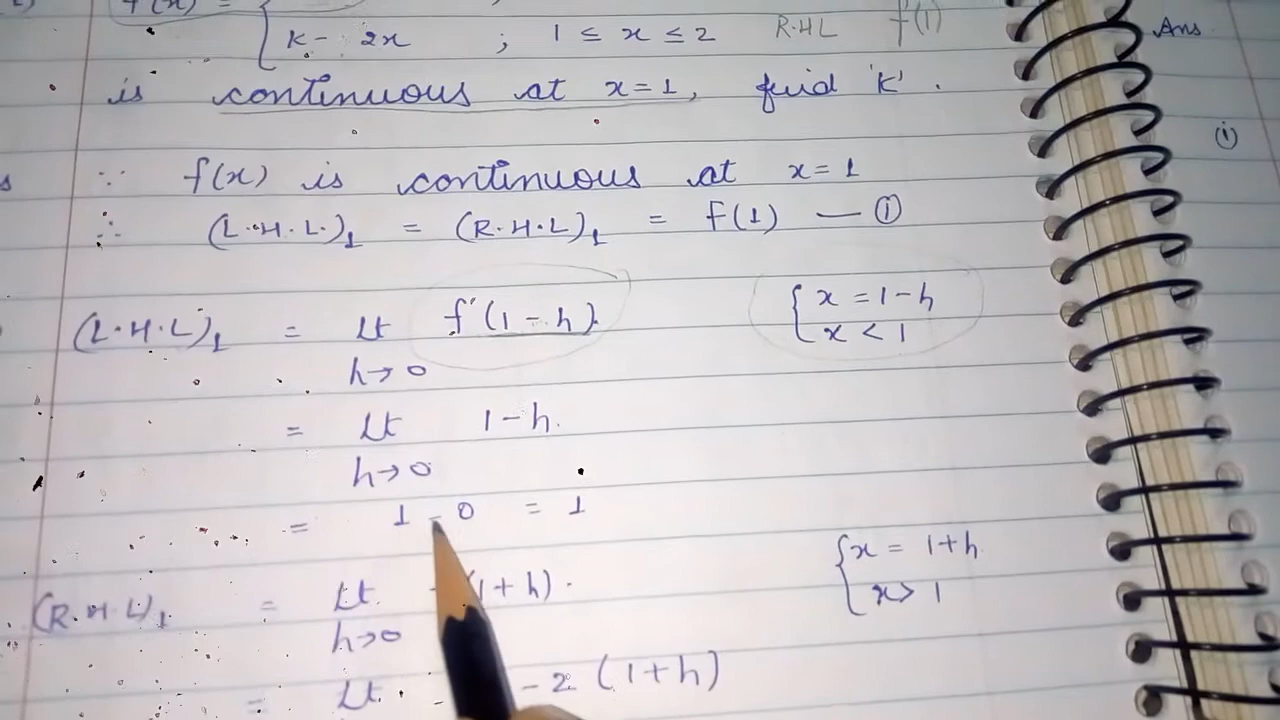 f(x) =
K - 2x ; 1 ≤ x ≤ 2 R.HL f(1) Ans
is continuous at x=1, find 'K'.
(i)
∵ f(x) is continuous at x=1
∴ (L.H.L.)₁ = (R.H.L)₁ = f(1) — ①
(L.H.L)₁ = Lt f(1-h). { x = 1-h
h→0 x < 1
= Lt 1-h.
h→0
= 1-0 = 1
(R.H.L)₁ = Lt. (1+h). { x = 1+h
h→0 x > 1
= Lt. -2 (1+h)